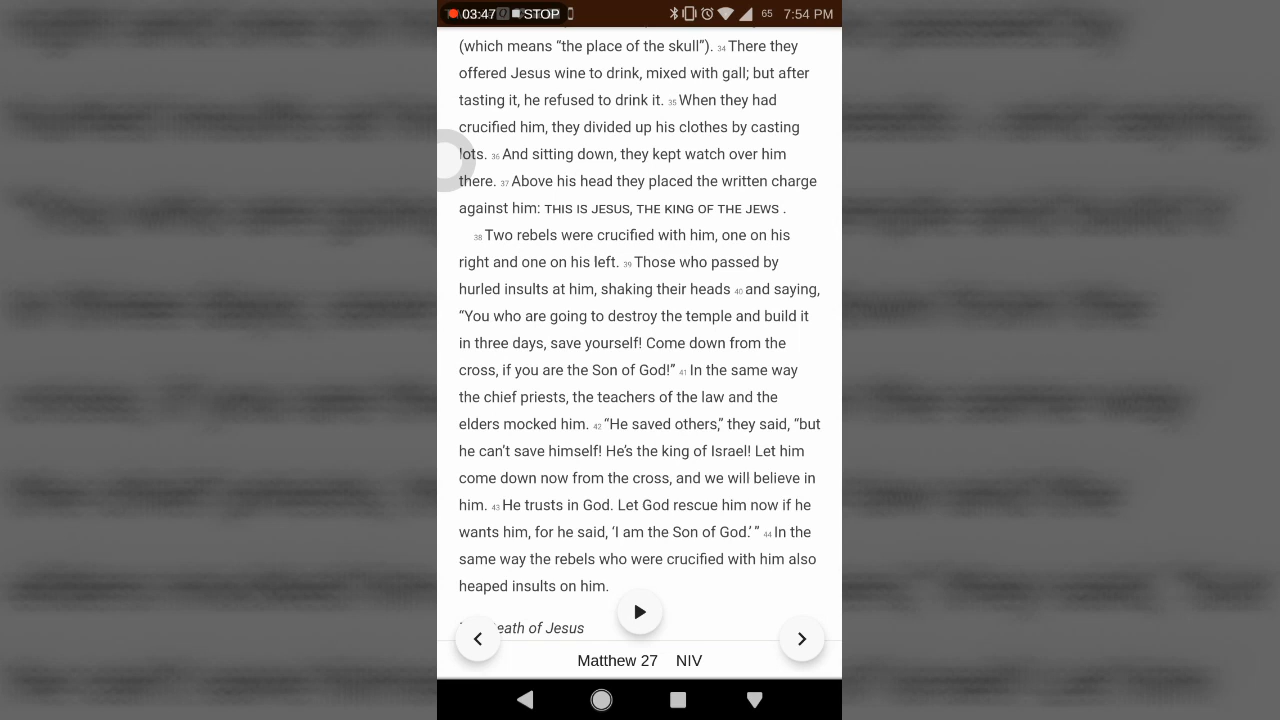 03:47 STOP 65 7:54 PM
(which means “the place of the skull”). 34 There they
offered Jesus wine to drink, mixed with gall; but after
tasting it, he refused to drink it. 35 When they had
crucified him, they divided up his clothes by casting
lots. 36 And sitting down, they kept watch over him
there. 37 Above his head they placed the written charge
against him: THIS IS JESUS, THE KING OF THE JEWS .
38 Two rebels were crucified with him, one on his
right and one on his left. 39 Those who passed by
hurled insults at him, shaking their heads 40 and saying,
“You who are going to destroy the temple and build it
in three days, save yourself! Come down from the
cross, if you are the Son of God!” 41 In the same way
the chief priests, the teachers of the law and the
elders mocked him. 42 “He saved others,” they said, “but
he can’t save himself! He’s the king of Israel! Let him
come down now from the cross, and we will believe in
him. 43 He trusts in God. Let God rescue him now if he
wants him, for he said, ‘I am the Son of God.’ ” 44 In the
same way the rebels who were crucified with him also
heaped insults on him.
eath of Jesus
Matthew 27 NIV